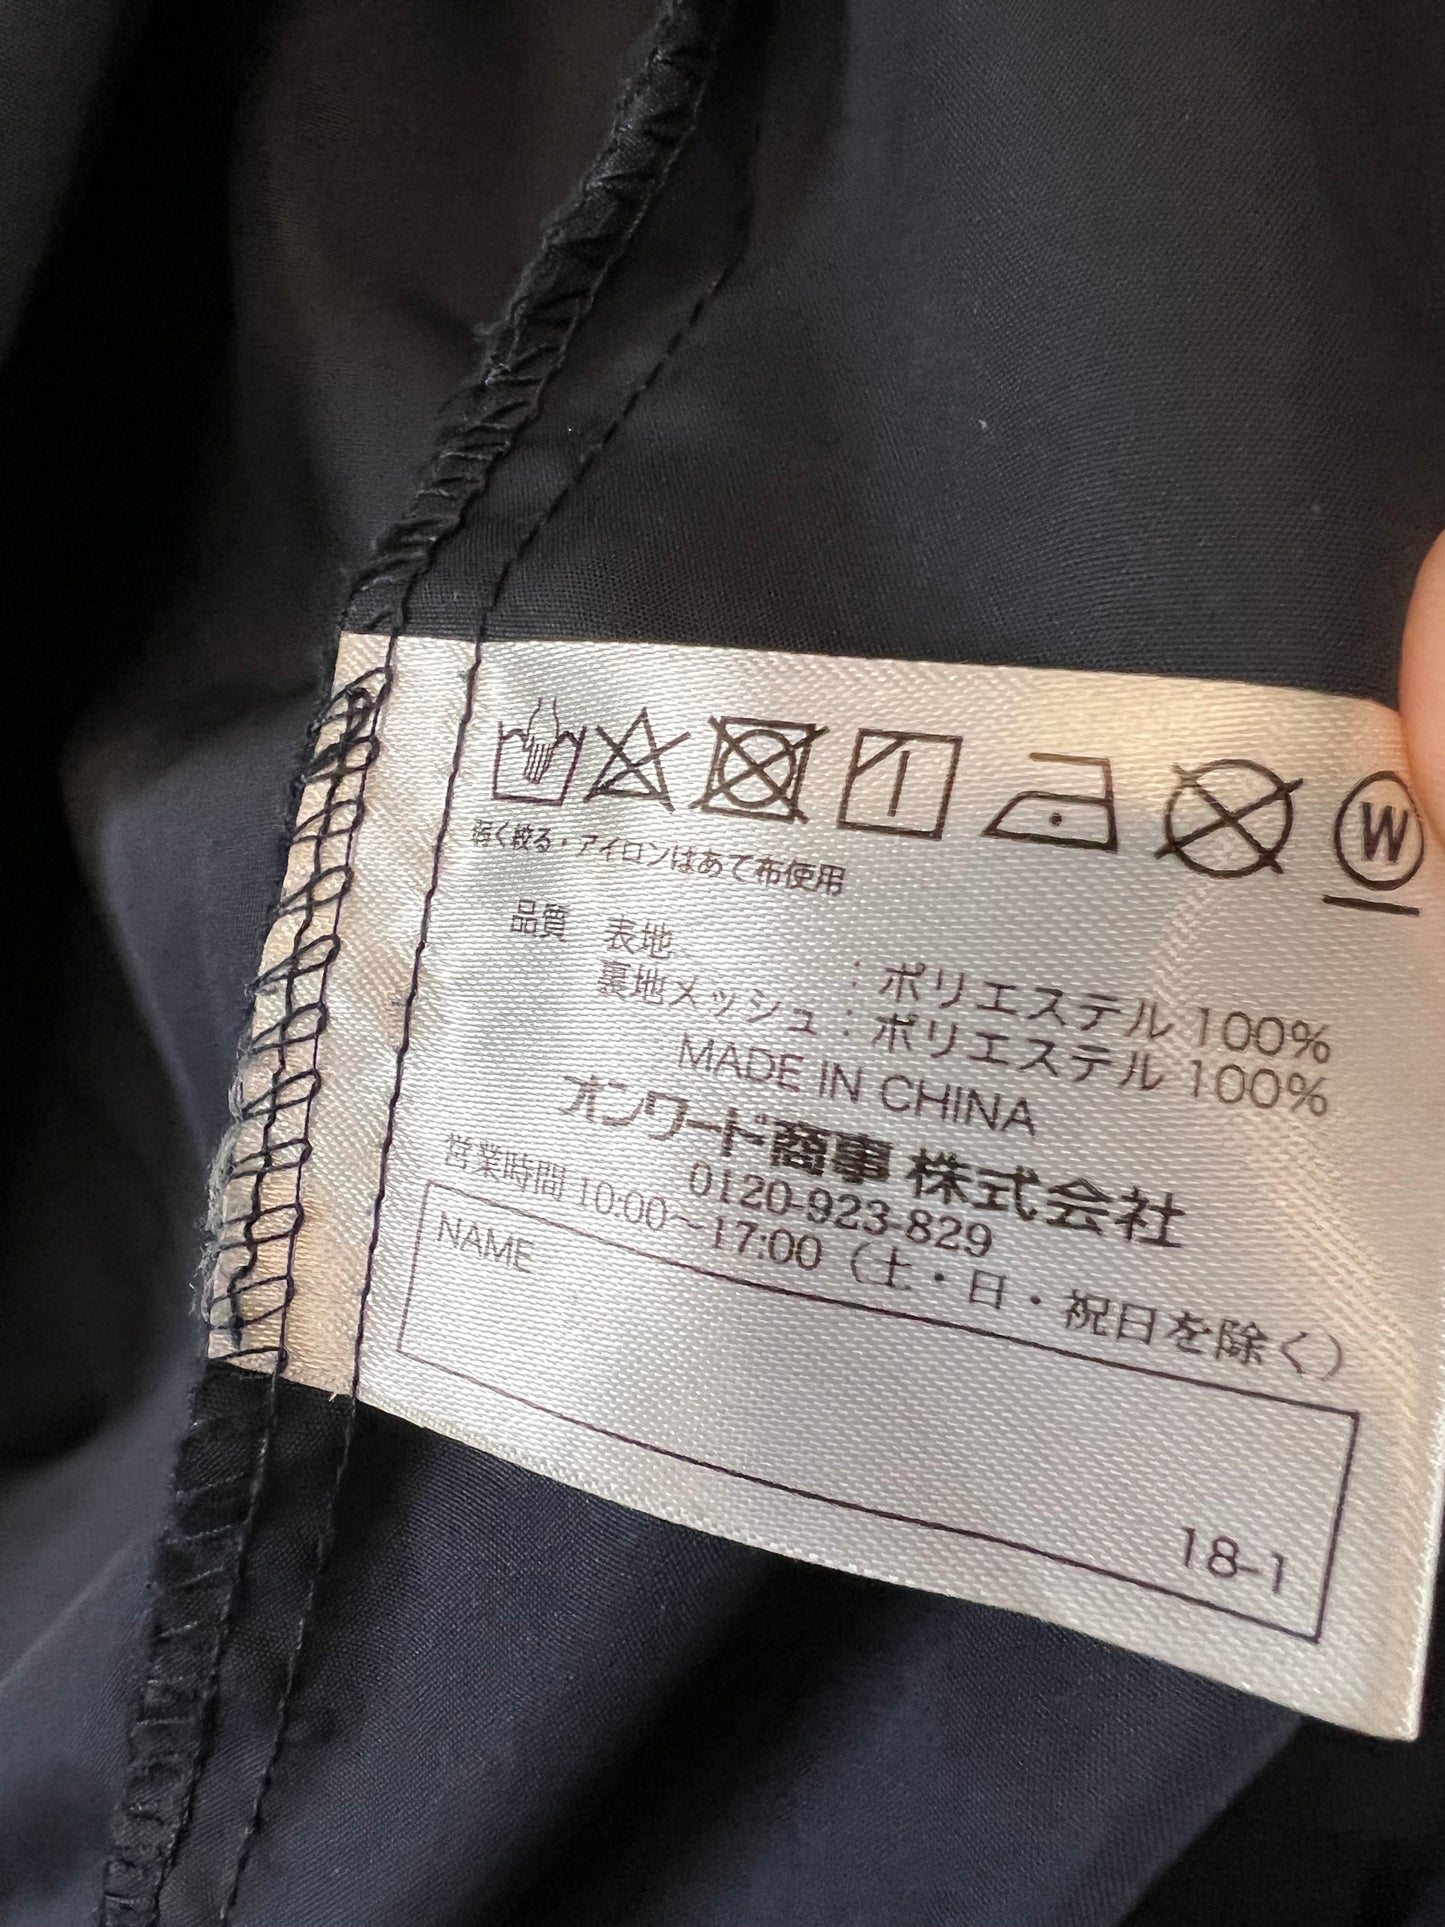 W
弱く絞る・アイロンはあて布使用
品質 表地 : ポリエステル 100%
裏地メッシュ : ポリエステル 100%
MADE IN CHINA
オンワード商事 株式会社
0120-923-829
営業時間 10:00～17:00 (土・日・祝日を除く)
NAME
18-1